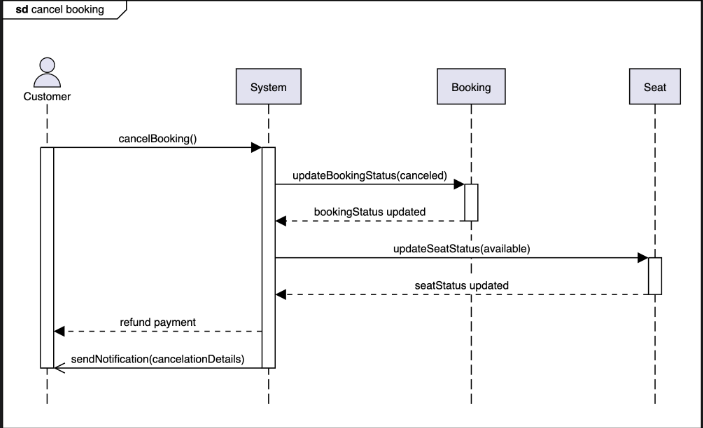 sd cancel booking
Customer
System
Booking
Seat
cancelBooking()
updateBookingStatus(canceled)
bookingStatus updated
updateSeatStatus(available)
seatStatus updated
refund payment
sendNotification(cancelationDetails)